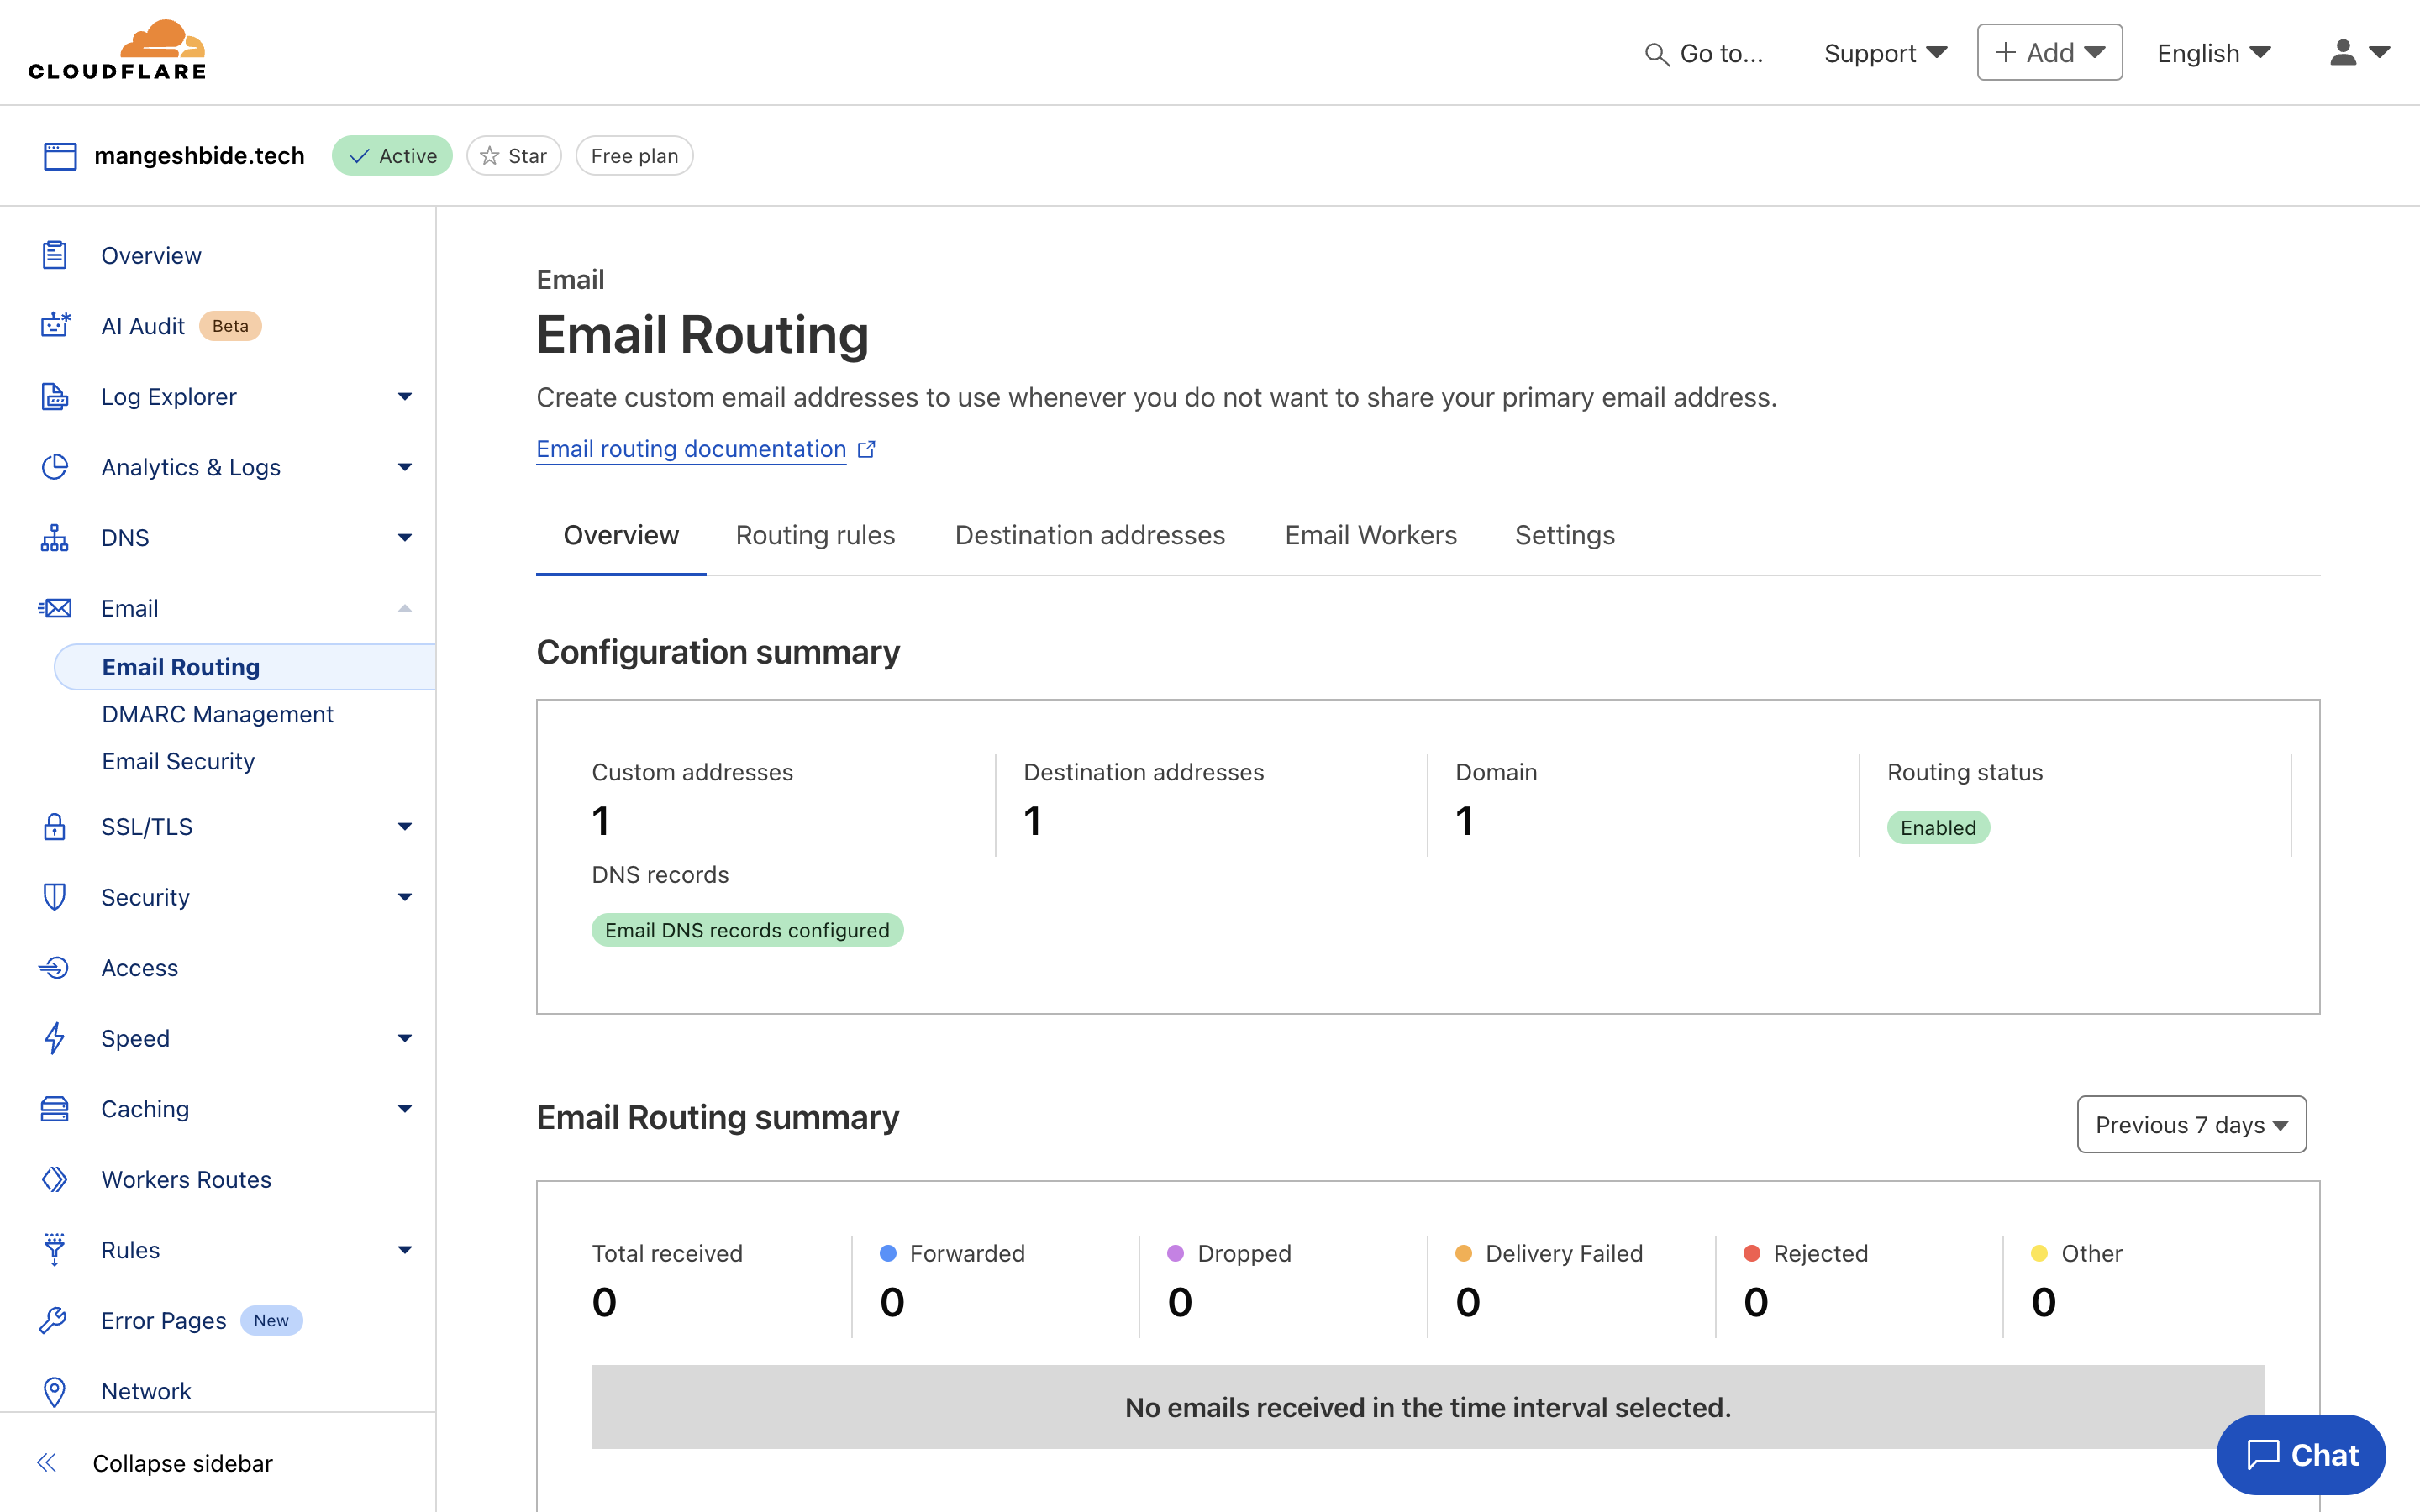 CLOUDFLARE
Go to...
Support
Add
English
mangeshbide.tech
Active
Star
Free plan
Overview
AI Audit Beta
Log Explorer
Analytics & Logs
DNS
Email
Email Routing
DMARC Management
Email Security
SSL/TLS
Security
Access
Speed
Caching
Workers Routes
Rules
Error Pages New
Network
Collapse sidebar
Email
Email Routing
Create custom email addresses to use whenever you do not want to share your primary email address.
Email routing documentation
Overview
Routing rules
Destination addresses
Email Workers
Settings
Configuration summary
Custom addresses
1
Destination addresses
1
Domain
1
Routing status
Enabled
DNS records
Email DNS records configured
Email Routing summary
Previous 7 days
Total received
0
Forwarded
0
Dropped
0
Delivery Failed
0
Rejected
0
Other
0
No emails received in the time interval selected.
Chat